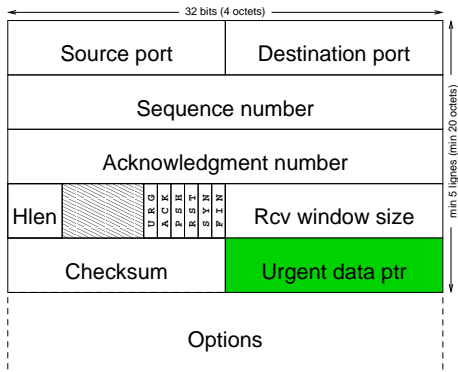 32 bits (4 octets)
Source port
Destination port
Sequence number
Acknowledgment number
Hlen
URG
ACK
PSH
RST
SYN
FIN
Rcv window size
Checksum
Urgent data ptr
Options
min 5 lignes (min 20 octets)